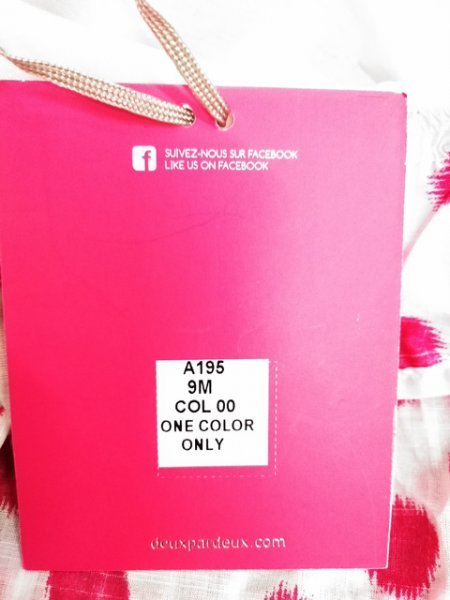 f
SUIVEZ-NOUS SUR FACEBOOK
LIKE US ON FACEBOOK
A195
9M
COL 00
ONE COLOR
ONLY
deuxpardeux.com